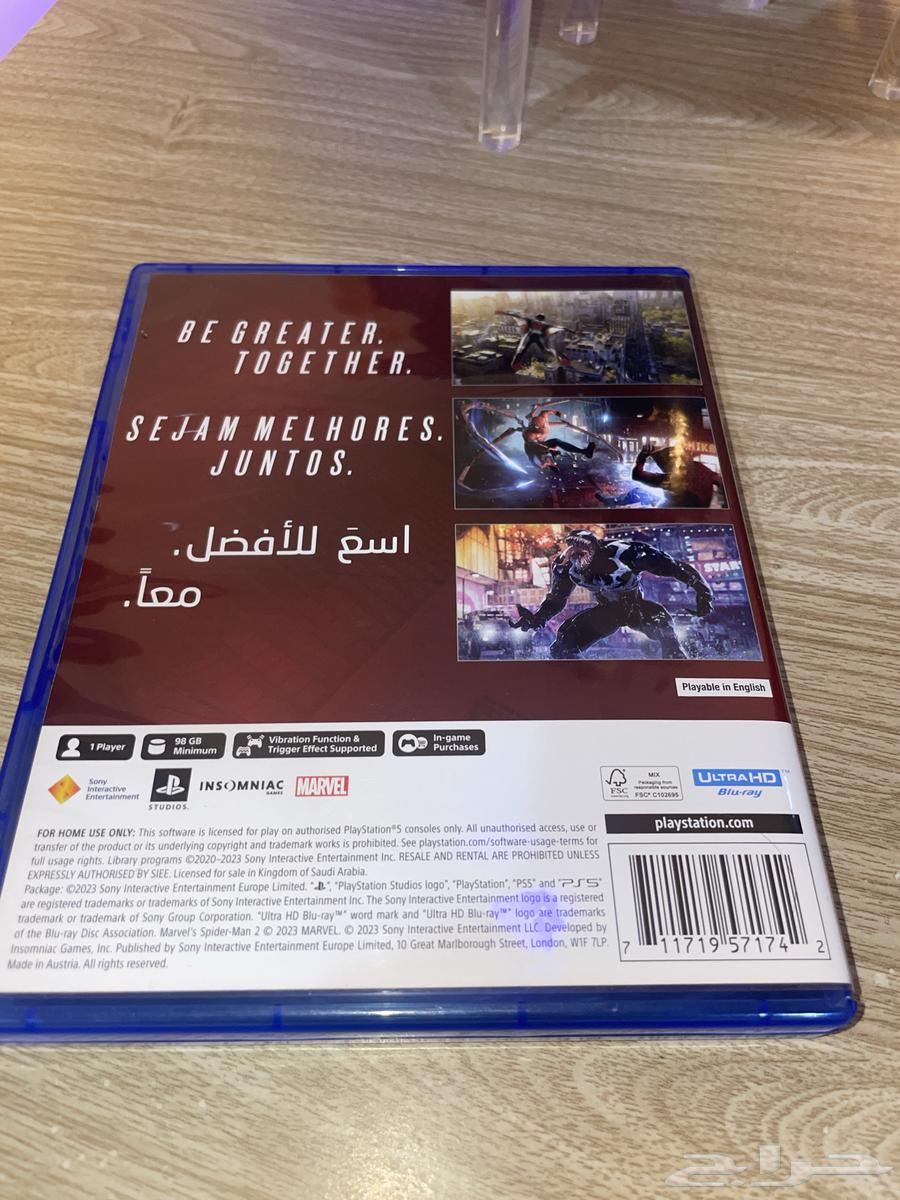 BE GREATER.
TOGETHER.
SEJAM MELHORES.
JUNTOS.
اسعَ للأفضل.
معاً.
STAR
Playable in English
1 Player
98 GB
Minimum
Vibration Function &
Trigger Effect Supported
In-game
Purchases
Sony
Interactive
Entertainment
STUDIOS.
INSOMNIAC
GAMES
MARVEL
FSC
MIX
Packaging from
responsible sources
FSC® C102695
ULTRA HD™
Blu-ray
playstation.com
FOR HOME USE ONLY: This software is licensed for play on authorised PlayStation®5 consoles only. All unauthorised access, use or
transfer of the product or its underlying copyright and trademark works is prohibited. See playstation.com/software-usage-terms for
full usage rights. Library programs ©2020–2023 Sony Interactive Entertainment Inc. RESALE AND RENTAL ARE PROHIBITED UNLESS
EXPRESSLY AUTHORISED BY SIEE. Licensed for sale in Kingdom of Saudi Arabia.
Package: ©2023 Sony Interactive Entertainment Europe Limited. "", "PlayStation Studios logo", "PlayStation", "PS5" and "PS5"
are registered trademarks or trademarks of Sony Interactive Entertainment Inc. The Sony Interactive Entertainment logo is a registered
trademark or trademark of Sony Group Corporation. "Ultra HD Blu-ray™" word mark and "Ultra HD Blu-ray™" logo are trademarks
of the Blu-ray Disc Association. Marvel's Spider-Man 2 © 2023 MARVEL. © 2023 Sony Interactive Entertainment LLC. Developed by
Insomniac Games, Inc. Published by Sony Interactive Entertainment Europe Limited, 10 Great Marlborough Street, London, W1F 7LP.
Made in Austria. All rights reserved.
7 11719 57174 2
حراج